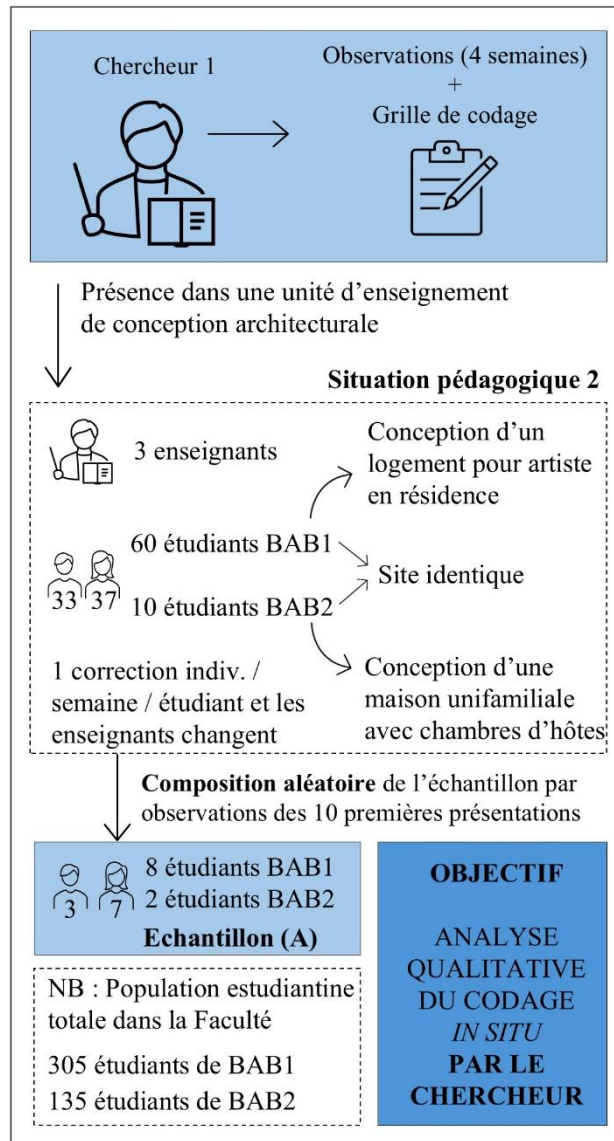 Chercheur 1
Observations (4 semaines)
+
Grille de codage
Présence dans une unité d’enseignement
de conception architecturale
Situation pédagogique 2
3 enseignants
Conception d’un
logement pour artiste
en résidence
60 étudiants BAB1
33 37
Site identique
10 étudiants BAB2
1 correction indiv. /
semaine / étudiant et les
enseignants changent
Conception d’une
maison unifamiliale
avec chambres d’hôtes
Composition aléatoire de l’échantillon par
observations des 10 premières présentations
3 7
8 étudiants BAB1
2 étudiants BAB2
Echantillon (A)
NB : Population estudiantine
totale dans la Faculté
305 étudiants de BAB1
135 étudiants de BAB2
OBJECTIF
ANALYSE
QUALITATIVE
DU CODAGE
IN SITU
PAR LE
CHERCHEUR